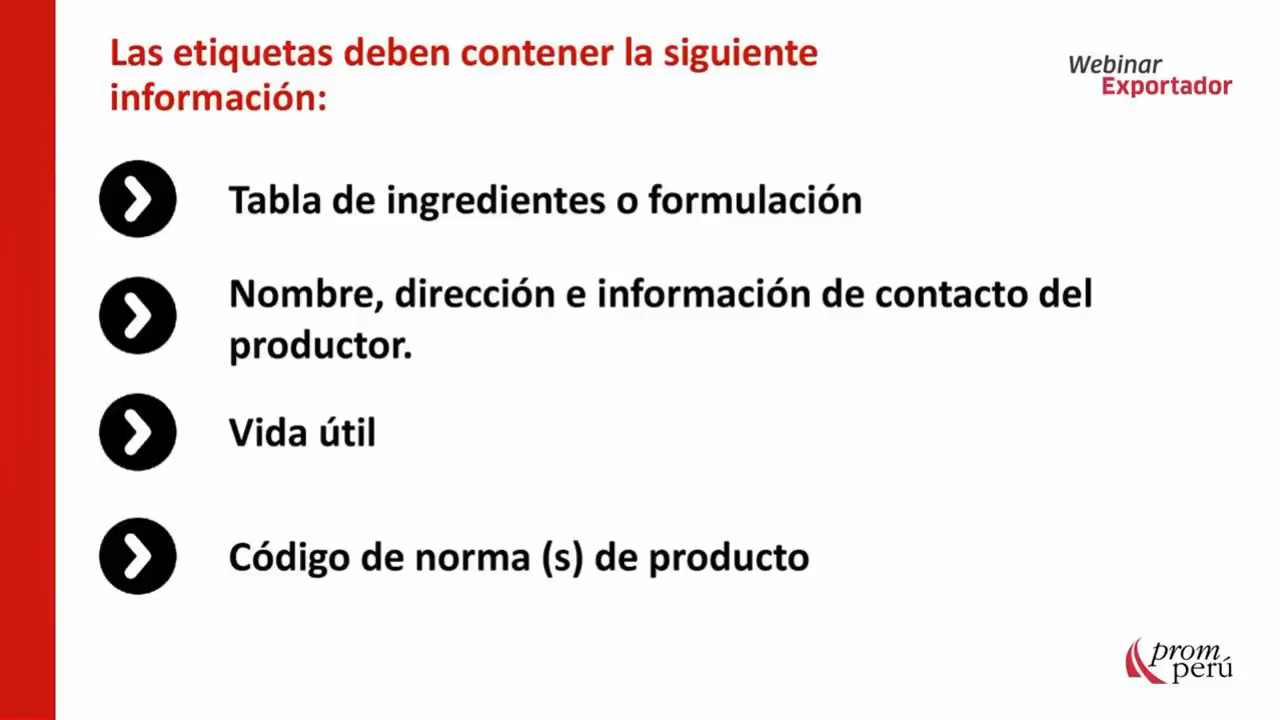 Las etiquetas deben contener la siguiente
información:
Webinar
Exportador
Tabla de ingredientes o formulación
Nombre, dirección e información de contacto del
productor.
Vida útil
Código de norma (s) de producto
prom
perú